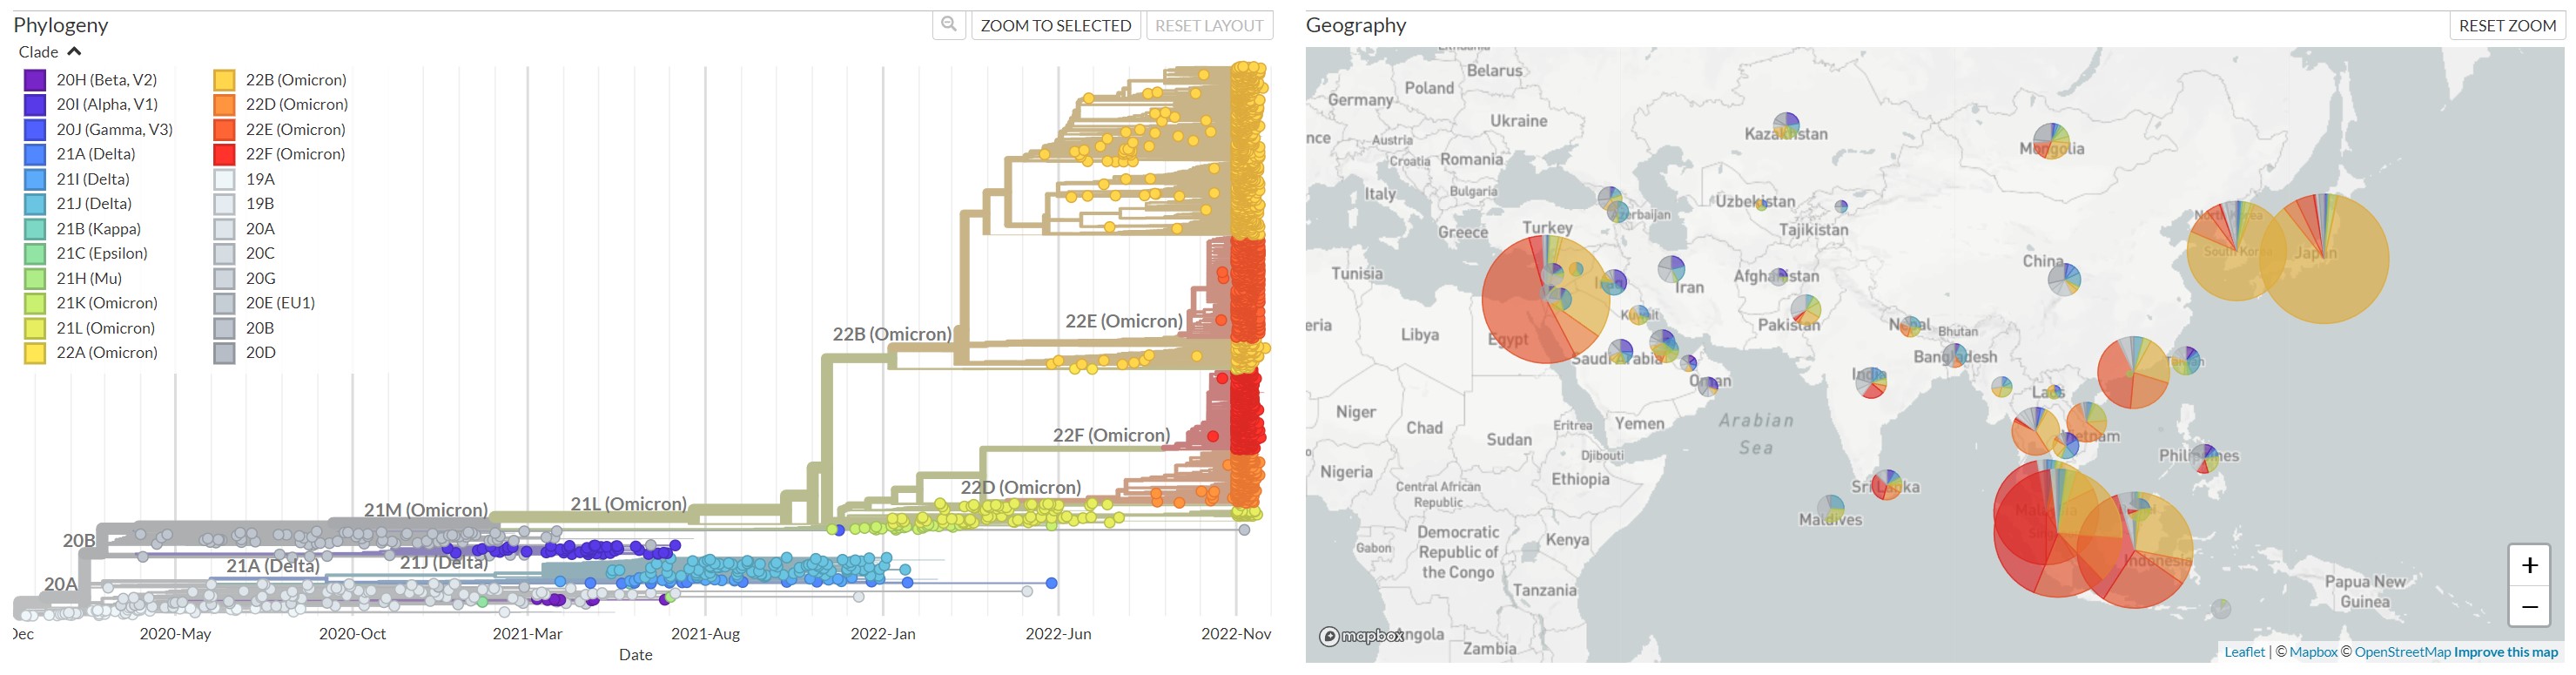 Phylogeny
ZOOM TO SELECTED
RESET LAYOUT
Clade
20H (Beta, V2)
20I (Alpha, V1)
20J (Gamma, V3)
21A (Delta)
21I (Delta)
21J (Delta)
21B (Kappa)
21C (Epsilon)
21H (Mu)
21K (Omicron)
21L (Omicron)
22A (Omicron)
22B (Omicron)
22D (Omicron)
22E (Omicron)
22F (Omicron)
19A
19B
20A
20C
20G
20E (EU1)
20B
20D
22B (Omicron)
22E (Omicron)
22F (Omicron)
22D (Omicron)
21L (Omicron)
21M (Omicron)
20B
21A (Delta)
21J (Delta)
20A
Dec
2020-May
2020-Oct
2021-Mar
2021-Aug
2022-Jan
2022-Jun
2022-Nov
Date
Geography
RESET ZOOM
Belarus
Poland
Germany
Ukraine
nce
Austria
Croatia
Romania
Kazakhstan
Mongolia
Italy
Bulgaria
Uzbekistan
Azerbaijan
Greece
Turkey
Tajikistan
North Korea
South Korea
Japan
Tunisia
Iraq
Iran
Afghanistan
China
eria
Libya
Egypt
Kuwait
Pakistan
Nepal
Bhutan
Saudi Arabia
Bangladesh
Taiwan
Oman
India
Laos
Niger
Chad
Sudan
Eritrea
Yemen
Arabian
Sea
Vietnam
Philippines
Nigeria
Djibouti
Central African
Republic
Ethiopia
Sri Lanka
Maldives
Malaysia
Gabon
Democratic
Republic of
the Congo
Kenya
Indonesia
Tanzania
Papua New
Guinea
Angola
Zambia
+
−
mapbox
Leaflet | © Mapbox © OpenStreetMap Improve this map